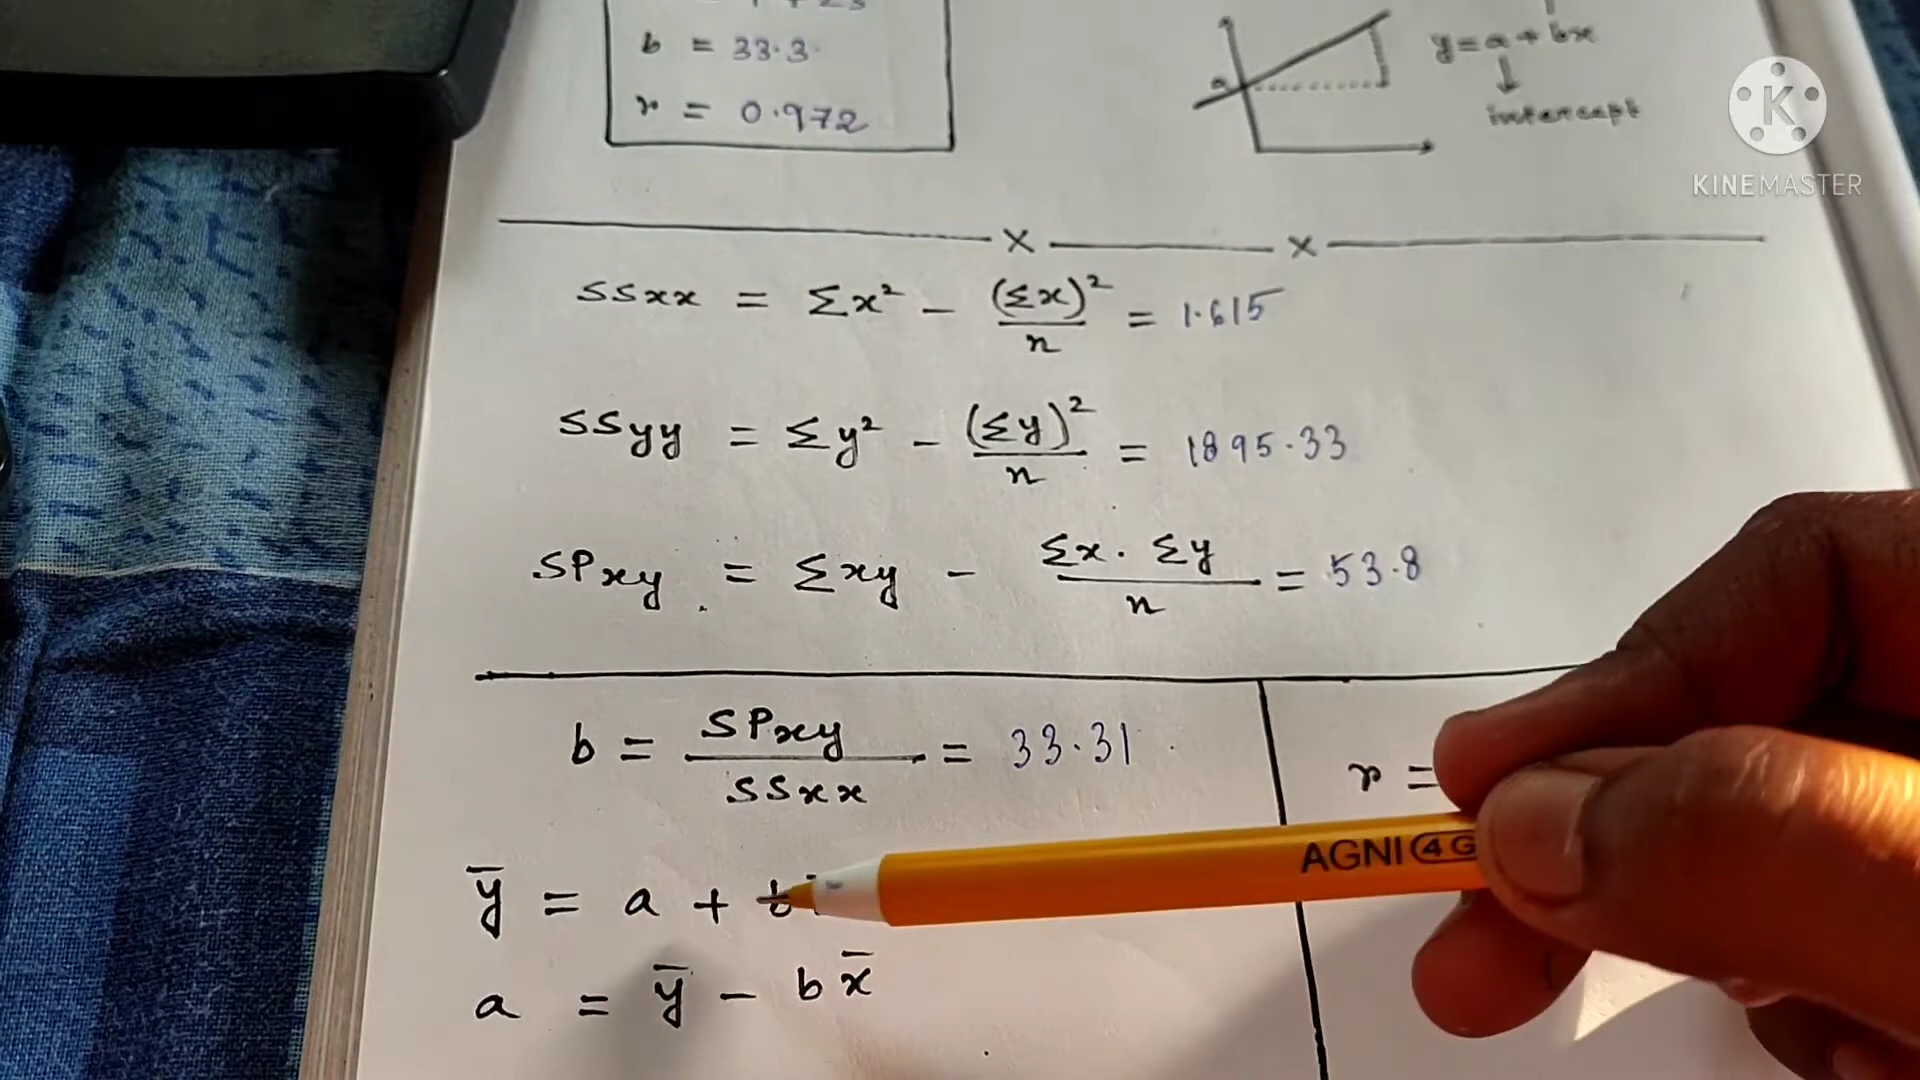 b = 33.3
r = 0.972
y = a + bx
a
intercept
K
KINEMASTER
x x
SSxx = Σx² - (Σx)²/n = 1.615
SSyy = Σy² - (Σy)²/n = 1895.33
SPxy = Σxy - Σx · Σy/n = 53.8
b = SPxy/SSxx = 33.31
r =
AGNI 4G
y̅ = a + b
a = y̅ - b x̅